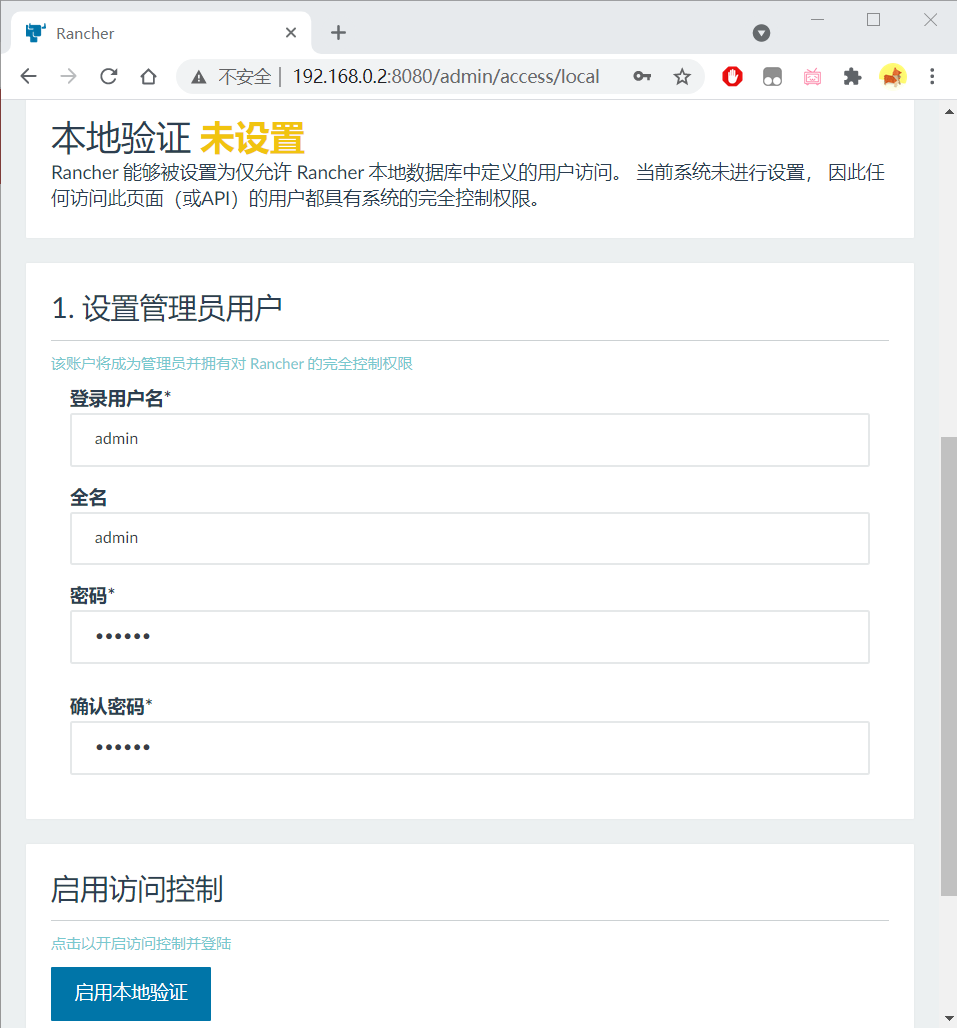 Rancher
不安全 | 192.168.0.2:8080/admin/access/local
本地验证 未设置
Rancher 能够被设置为仅允许 Rancher 本地数据库中定义的用户访问。 当前系统未进行设置， 因此任
何访问此页面（或API）的用户都具有系统的完全控制权限。
1. 设置管理员用户
该账户将成为管理员并拥有对 Rancher 的完全控制权限
登录用户名*
admin
全名
admin
密码*
••••••
确认密码*
••••••
启用访问控制
点击以开启访问控制并登陆
启用本地验证